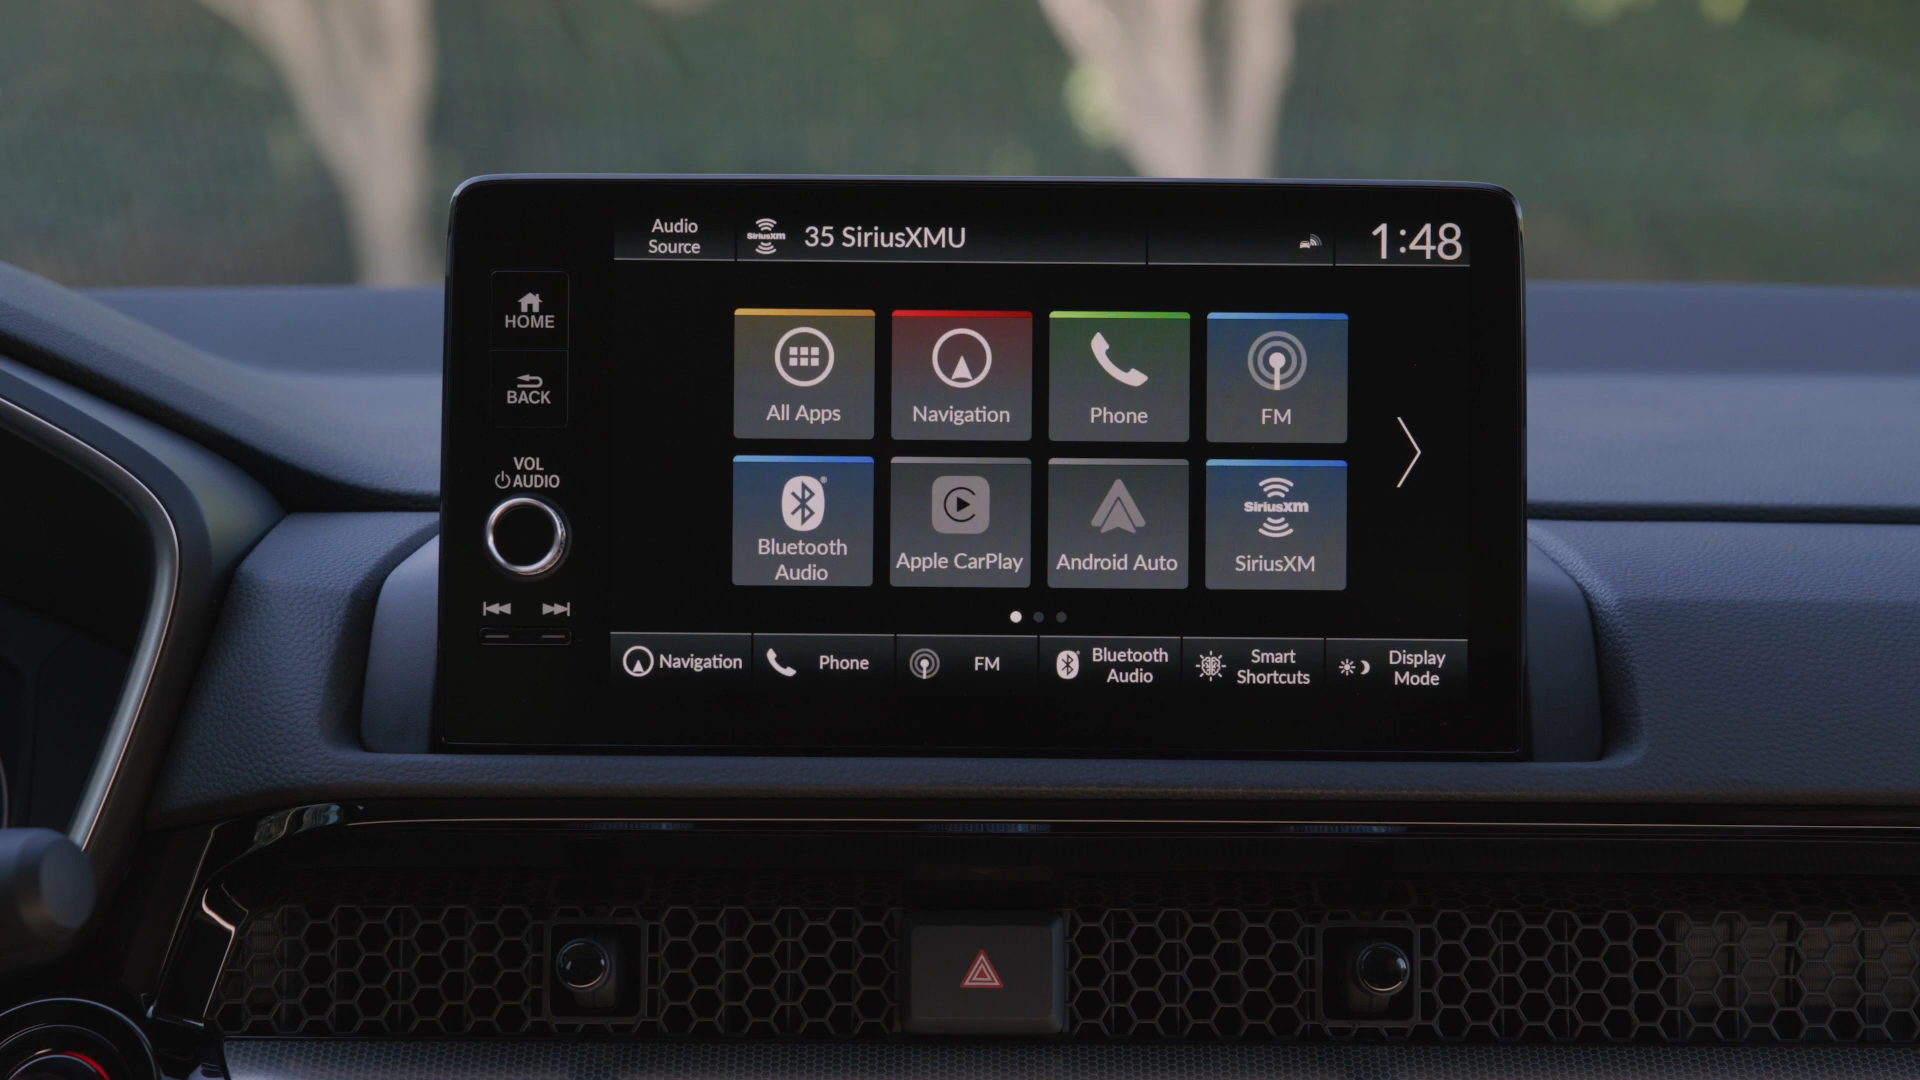 Audio
Source
SiriusXM
35 SiriusXMU
1:48
HOME
BACK
VOL
AUDIO
All Apps
Navigation
Phone
FM
Bluetooth
Audio
Apple CarPlay
Android Auto
SiriusXM
SiriusXM
Navigation
Phone
FM
Bluetooth
Audio
Smart
Shortcuts
Display
Mode